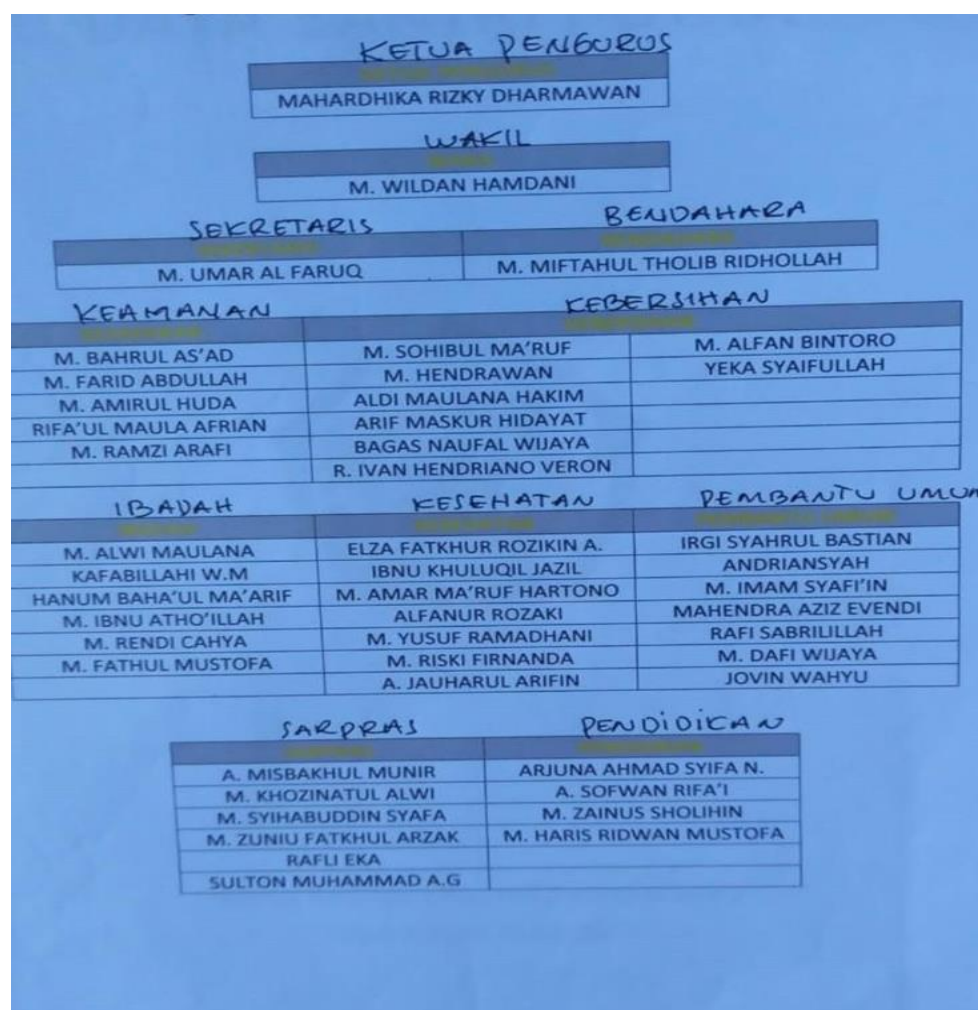 KETUA PENGURUS
MAHARDHIKA RIZKY DHARMAWAN
WAKIL
M. WILDAN HAMDANI
SEKRETARIS BENDAHARA
M. UMAR AL FARUQ M. MIFTAHUL THOLIB RIDHOLLAH
KEAMANAN KEBERSIHAN
M. BAHRUL AS'AD M. SOHIBUL MA'RUF M. ALFAN BINTORO
M. FARID ABDULLAH M. HENDRAWAN YEKA SYAIFULLAH
M. AMIRUL HUDA ALDI MAULANA HAKIM
RIFA'UL MAULA AFRIAN ARIF MASKUR HIDAYAT
M. RAMZI ARAFI BAGAS NAUFAL WIJAYA
R. IVAN HENDRIANO VERON
IBADAH KESEHATAN PEMBANTU UMUM
M. ALWI MAULANA ELZA FATKHUR ROZIKIN A. IRGI SYAHRUL BASTIAN
KAFABILLAHI W.M IBNU KHULUQIL JAZIL ANDRIANSYAH
HANUM BAHA'UL MA'ARIF M. AMAR MA'RUF HARTONO M. IMAM SYAFI'IN
M. IBNU ATHO'ILLAH ALFANUR ROZAKI MAHENDRA AZIZ EVENDI
M. RENDI CAHYA M. YUSUF RAMADHANI RAFI SABRILILLAH
M. FATHUL MUSTOFA M. RISKI FIRNANDA M. DAFI WIJAYA
A. JAUHARUL ARIFIN JOVIN WAHYU
SARPRAS PENDIDIKAN
A. MISBAKHUL MUNIR ARJUNA AHMAD SYIFA N.
M. KHOZINATUL ALWI A. SOFWAN RIFA'I
M. SYIHABUDDIN SYAFA M. ZAINUS SHOLIHIN
M. ZUNIU FATKHUL ARZAK M. HARIS RIDWAN MUSTOFA
RAFLI EKA
SULTON MUHAMMAD A.G